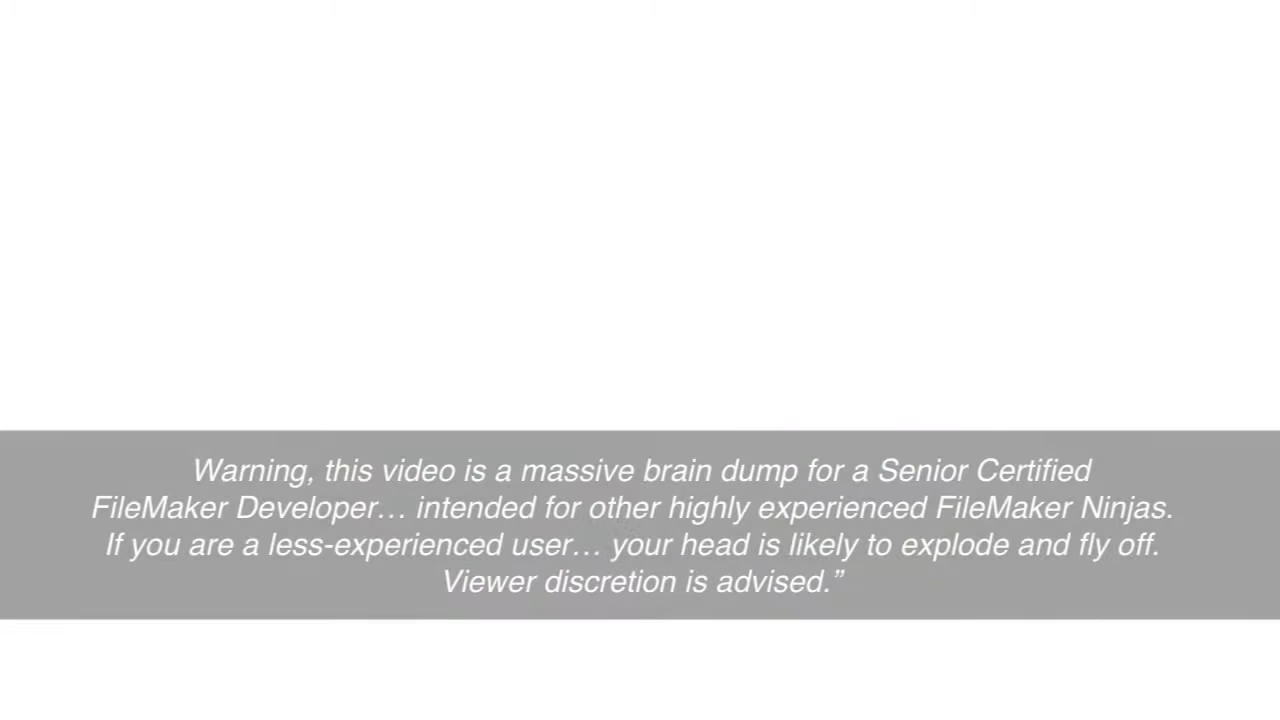 Warning, this video is a massive brain dump for a Senior Certified
FileMaker Developer… intended for other highly experienced FileMaker Ninjas.
If you are a less-experienced user… your head is likely to explode and fly off.
Viewer discretion is advised.”